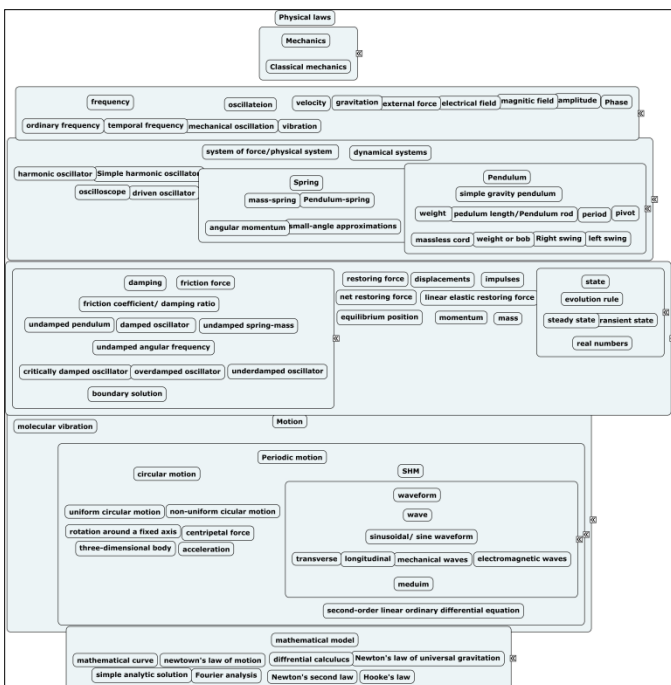 Physical laws
Mechanics
Classical mechanics
frequency oscillateion velocity gravitation external force electrical field magnitic field amplitude Phase
ordinary frequency temporal frequency mechanical oscillation vibration
system of force/physical system dynamical systems
harmonic oscillator Simple harmonic oscillator
oscilloscope driven oscillator
Spring
mass-spring Pendulum-spring
angular momentum small-angle approximations
Pendulum
simple gravity pendulum
weight pedulum length/Pendulum rod period pivot
massless cord weight or bob Right swing left swing
damping friction force
friction coefficient/ damping ratio
undamped pendulum damped oscillator undamped spring-mass
undamped angular frequency
critically damped oscillator overdamped oscillator underdamped oscillator
boundary solution
restoring force displacements impulses
net restoring force linear elastic restoring force
equilibrium position momentum mass
state
evolution rule
steady state transient state
real numbers
molecular vibration
Motion
Periodic motion
circular motion
uniform circular motion non-uniform cicular motion
rotation around a fixed axis centripetal force
three-dimensional body acceleration
SHM
waveform
wave
sinusoidal/ sine waveform
transverse longitudinal mechanical waves electromagnetic waves
meduim
second-order linear ordinary differential equation
mathematical model
mathematical curve newtown's law of motion diffrential calculucs Newton's law of universal gravitation
simple analytic solution Fourier analysis Newton's second law Hooke's law